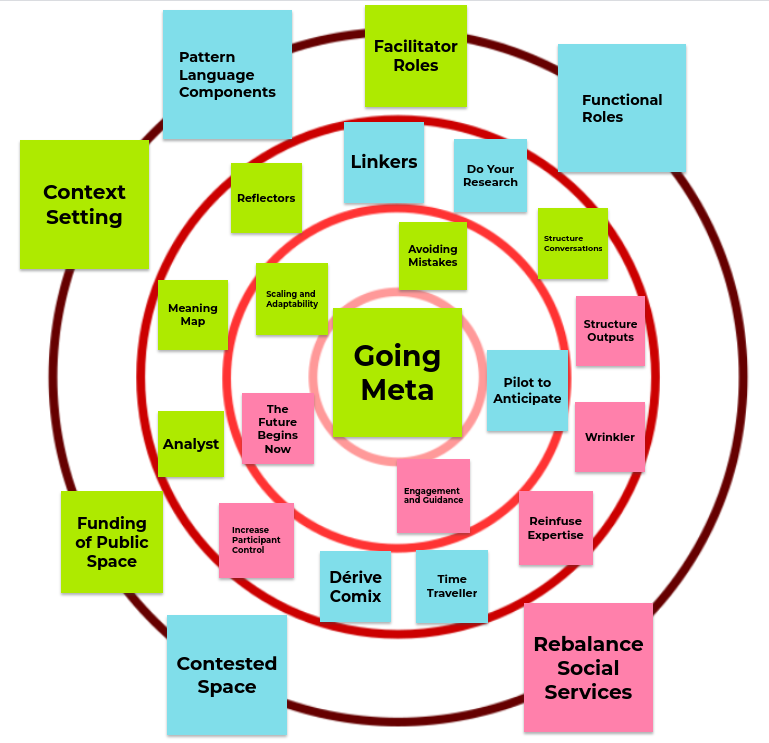 Facilitator
Roles
Pattern
Language
Components
Functional
Roles
Linkers
Do Your
Research
Context
Setting
Reflectors
Structure
Conversations
Avoiding
Mistakes
Scaling and
Adaptability
Meaning
Map
Structure
Outputs
Going
Meta
Pilot to
Anticipate
The
Future
Begins
Now
Wrinkler
Analyst
Engagement
and Guidance
Funding
of Public
Space
Increase
Participant
Control
Reinfuse
Expertise
Dérive
Comix
Time
Traveller
Contested
Space
Rebalance
Social
Services